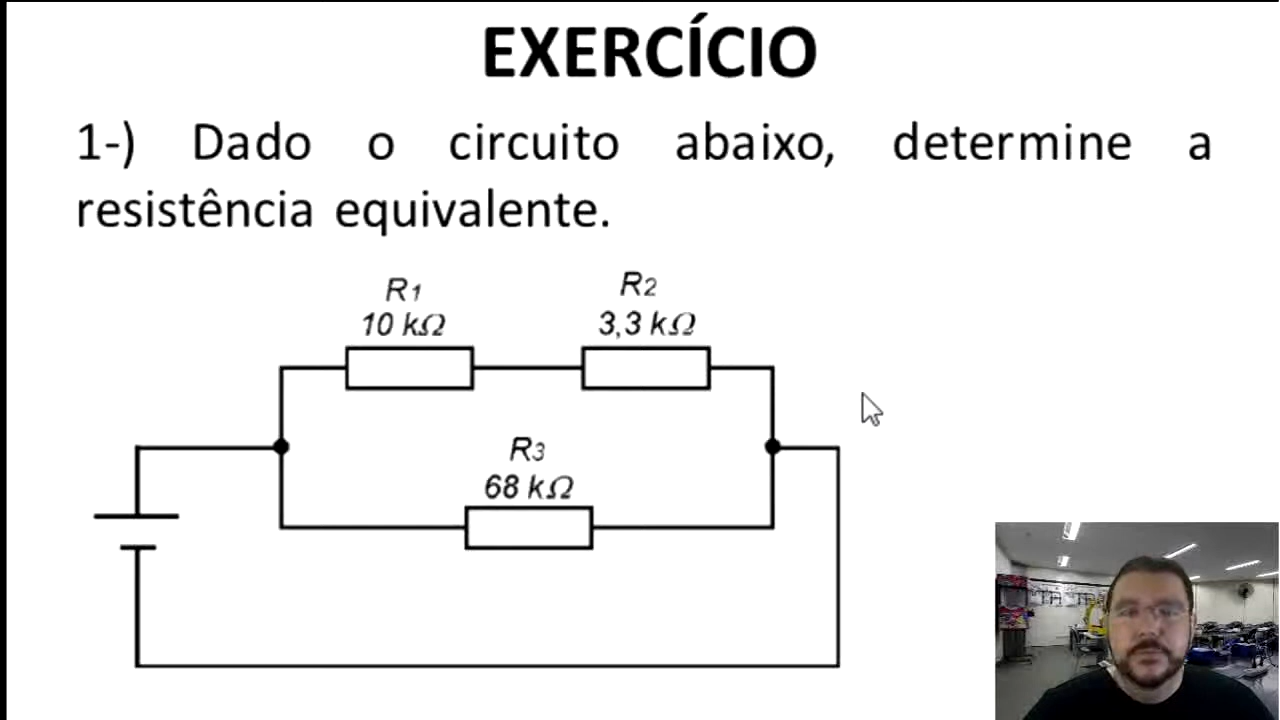 EXERCÍCIO
1-) Dado o circuito abaixo, determine a
resistência equivalente.
R1
10 kΩ
R2
3,3 kΩ
R3
68 kΩ